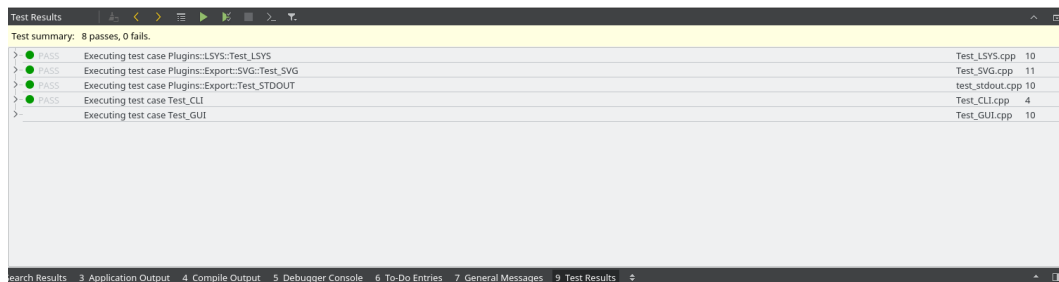 Test Results
Test summary: 8 passes, 0 fails.
PASS Executing test case Plugins::LSYS::Test_LSYS Test_LSYS.cpp 10
PASS Executing test case Plugins::Export::SVG::Test_SVG Test_SVG.cpp 11
PASS Executing test case Plugins::Export::Test_STDOUT test_stdout.cpp 10
PASS Executing test case Test_CLI Test_CLI.cpp 4
Executing test case Test_GUI Test_GUI.cpp 10
Search Results 3 Application Output 4 Compile Output 5 Debugger Console 6 To-Do Entries 7 General Messages 9 Test Results